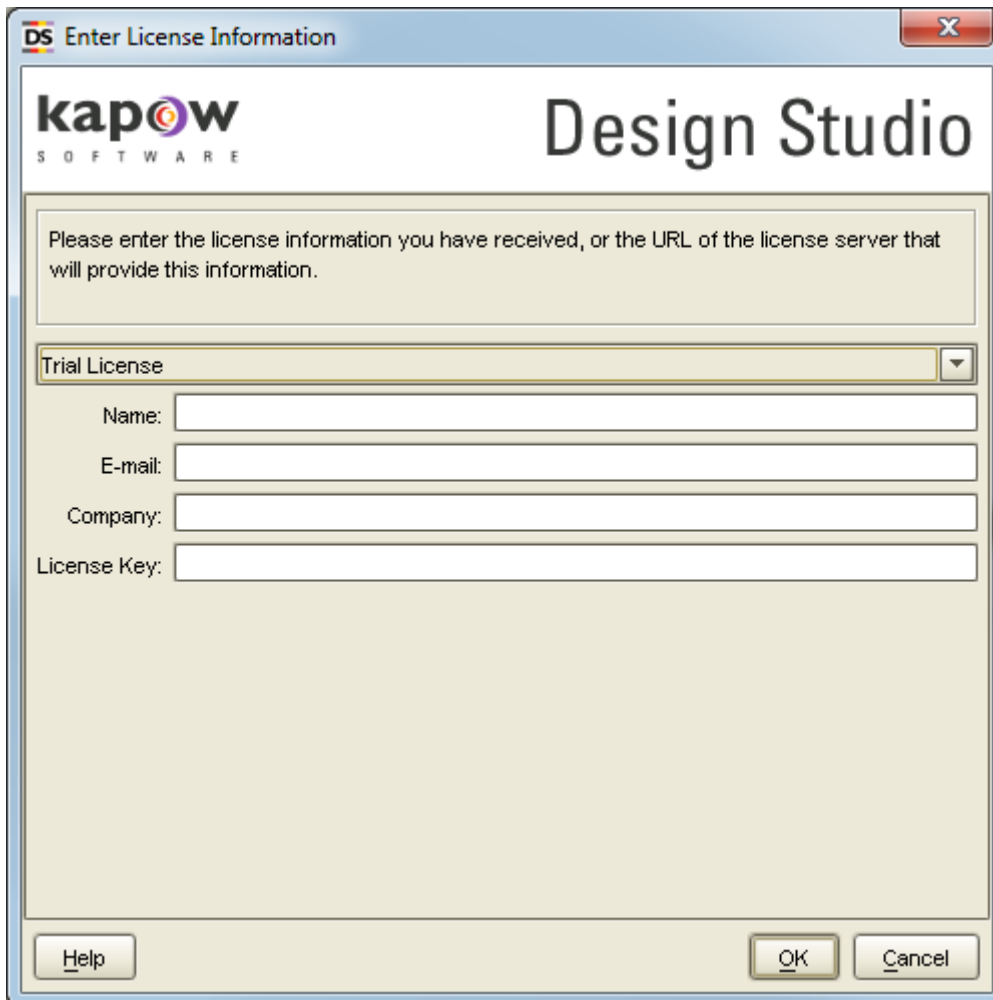 DS Enter License Information
kapow Design Studio
SOFTWARE
Please enter the license information you have received, or the URL of the license server that
will provide this information.
Trial License
Name:
E-mail:
Company:
License Key:
Help OK Cancel